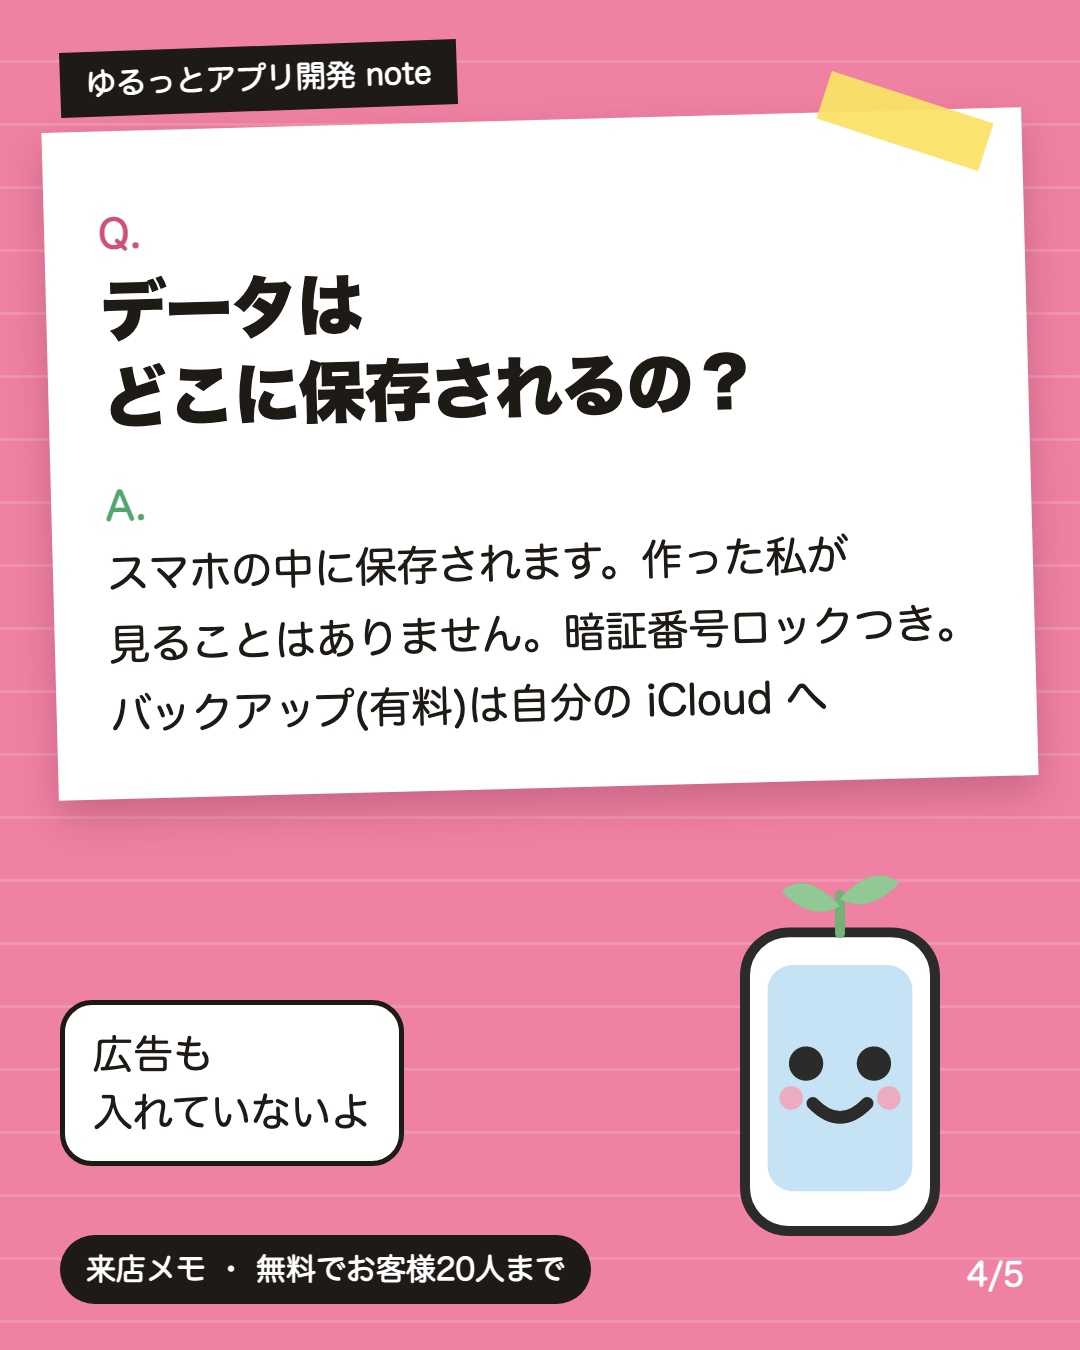 ゆるっとアプリ開発 note
Q.
データは
どこに保存されるの？
A.
スマホの中に保存されます。作った私が
見ることはありません。暗証番号ロックつき。
バックアップ(有料)は自分の iCloud へ
広告も
入れていないよ
来店メモ ・ 無料でお客様20人まで
4/5